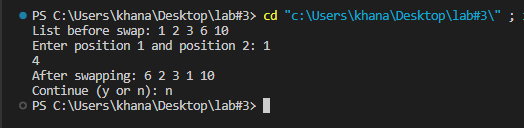 PS C:\Users\khana\Desktop\lab#3> cd "c:\Users\khana\Desktop\lab#3\" ;
List before swap: 1 2 3 6 10
Enter position 1 and position 2: 1
4
After swapping: 6 2 3 1 10
Continue (y or n): n
PS C:\Users\khana\Desktop\lab#3>